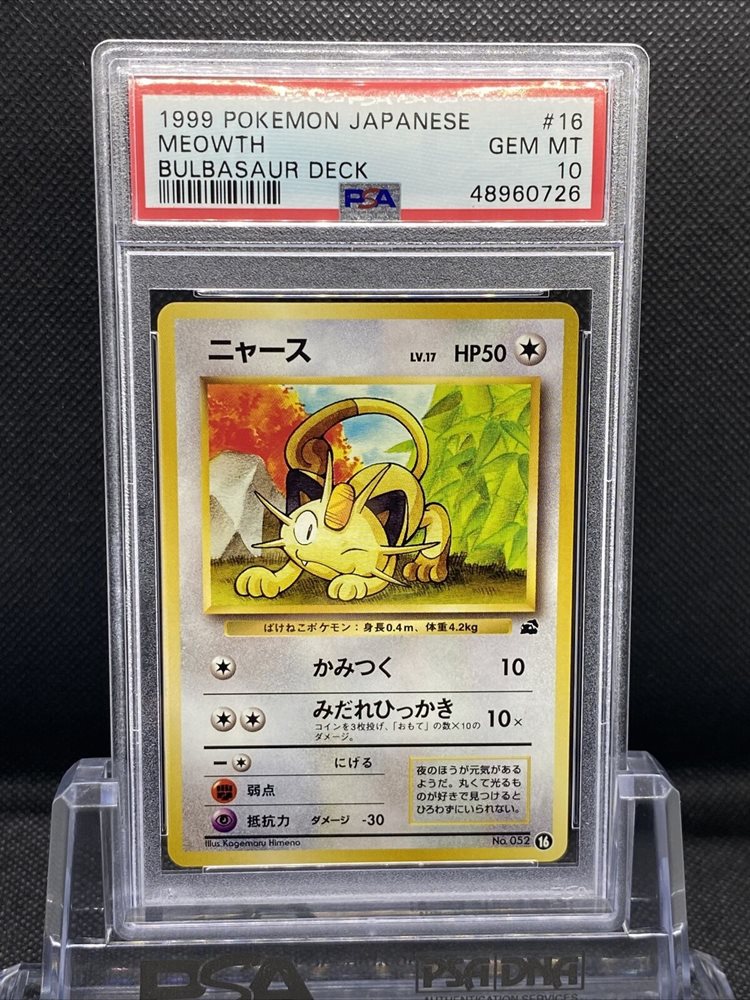 1999 POKEMON JAPANESE #16
MEOWTH GEM MT
BULBASAUR DECK 10
PSA 48960726
ニャース LV.17 HP50
ばけねこポケモン：身長0.4m、体重4.2kg
かみつく 10
みだれひっかき 10×
コインを3枚投げ、「おもて」の数×10の
ダメージ。
にげる
弱点
抵抗力 ダメージ -30
夜のほうが元気がある
ようだ。丸くて光るも
のが好きで見つけると
ひろわずにいられない。
Illus. Kagemaru Himeno No. 052 16
PSA PSA/DNA
AUTHENTICATION SERVICES